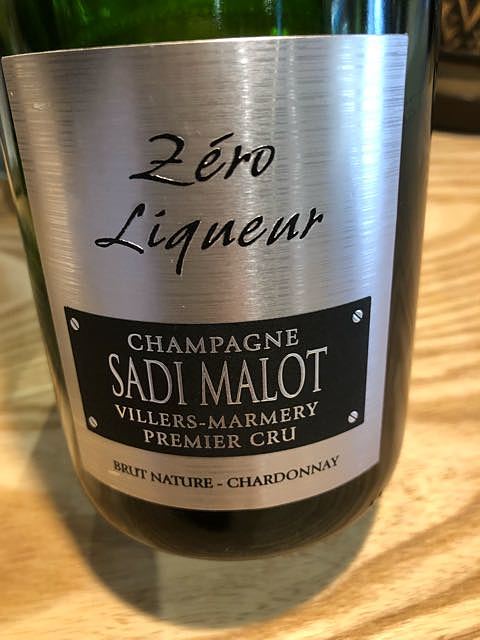 Zéro
Liqueur
CHAMPAGNE
SADI MALOT
VILLERS-MARMERY
PREMIER CRU
BRUT NATURE - CHARDONNAY